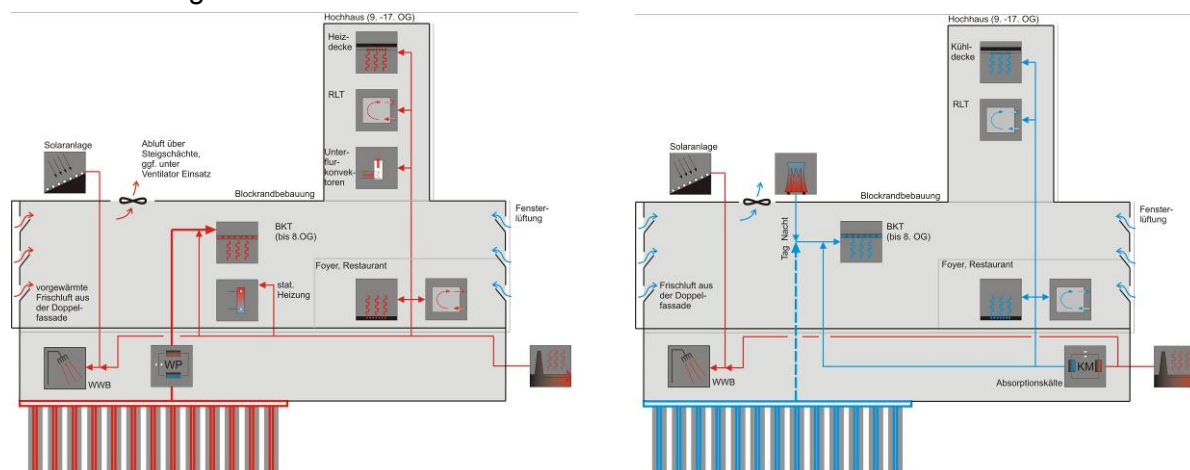 Hochhaus (9. -17. OG)
Heiz-
decke
RLT
Unter-
flur-
konvek-
toren
Solaranlage
Abluft über
Steigschächte,
ggf. unter
Ventilator Einsatz
Blockrandbebauung
Fenster-
lüftung
BKT
(bis 8.OG)
Foyer, Restaurant
stat.
Heizung
vorgewärmte
Frischluft aus
der Doppel-
fassade
WP
WWB
Hochhaus (9. -17. OG)
Kühl-
decke
RLT
Solaranlage
Blockrandbebauung
Fenster-
lüftung
Tag Nacht
BKT
(bis 8. OG)
Foyer, Restaurant
Frischluft aus
der Doppel-
fassade
WWB
KM
Absorptionskälte